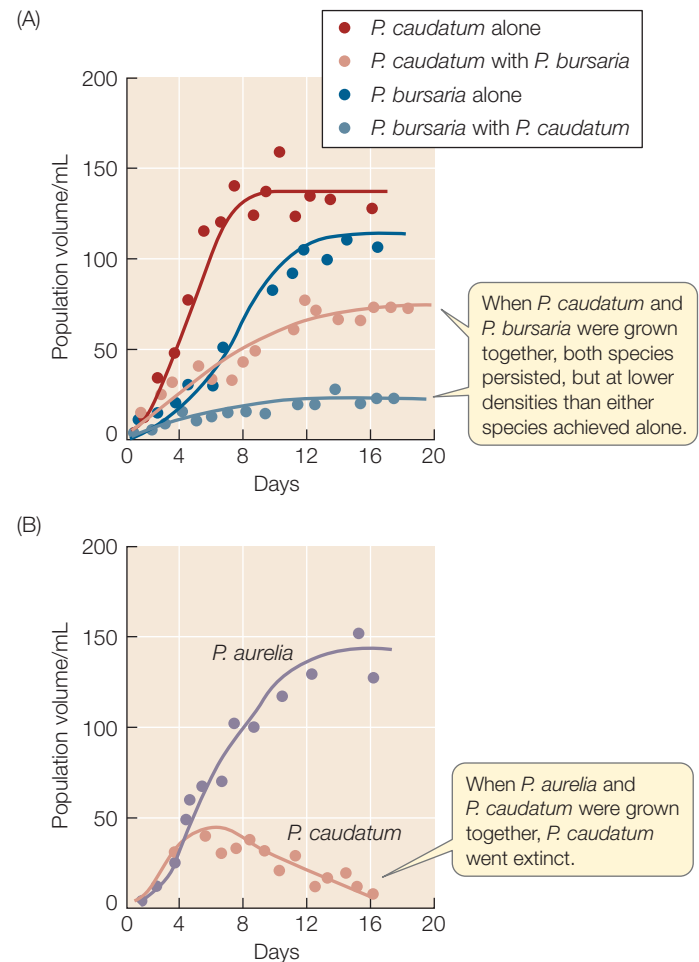 (A)
P. caudatum alone
P. caudatum with P. bursaria
P. bursaria alone
P. bursaria with P. caudatum
200
150
100
50
0
Population volume/mL
0 4 8 12 16 20
Days
When P. caudatum and
P. bursaria were grown
together, both species
persisted, but at lower
densities than either
species achieved alone.
(B)
200
150
100
50
0
Population volume/mL
P. aurelia
P. caudatum
0 4 8 12 16 20
Days
When P. aurelia and
P. caudatum were grown
together, P. caudatum
went extinct.